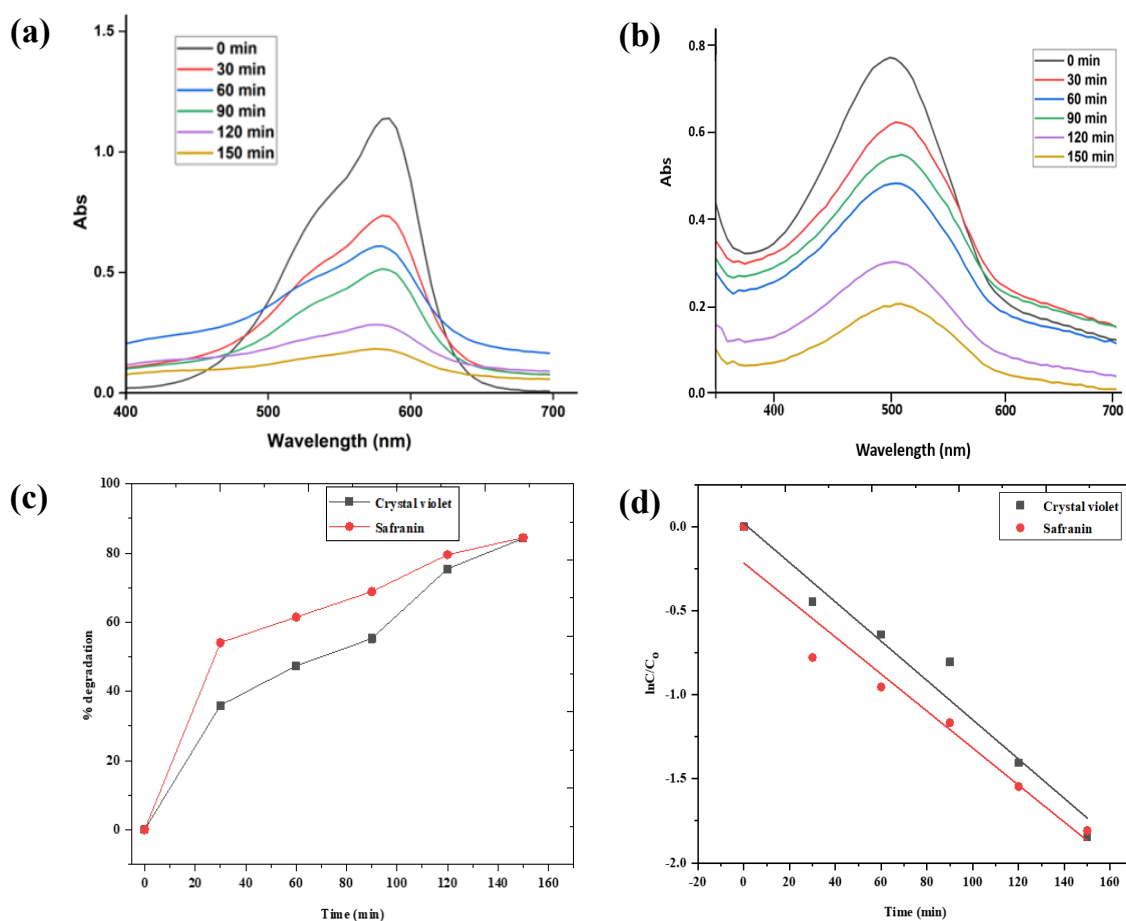 (a)
1.5
1.0
0.5
0.0
Abs
0 min
30 min
60 min
90 min
120 min
150 min
400
500
600
700
Wavelength (nm)
(b)
0.8
0.6
0.4
0.2
0.0
Abs
0 min
30 min
60 min
90 min
120 min
150 min
400
500
600
700
Wavelength (nm)
(c)
100
80
60
40
20
0
% degradation
Crystal violet
Safranin
0
20
40
60
80
100
120
140
160
Time (min)
(d)
0.0
-0.5
-1.0
-1.5
-2.0
lnC/Co
Crystal violet
Safranin
-20
0
20
40
60
80
100
120
140
160
Time (min)